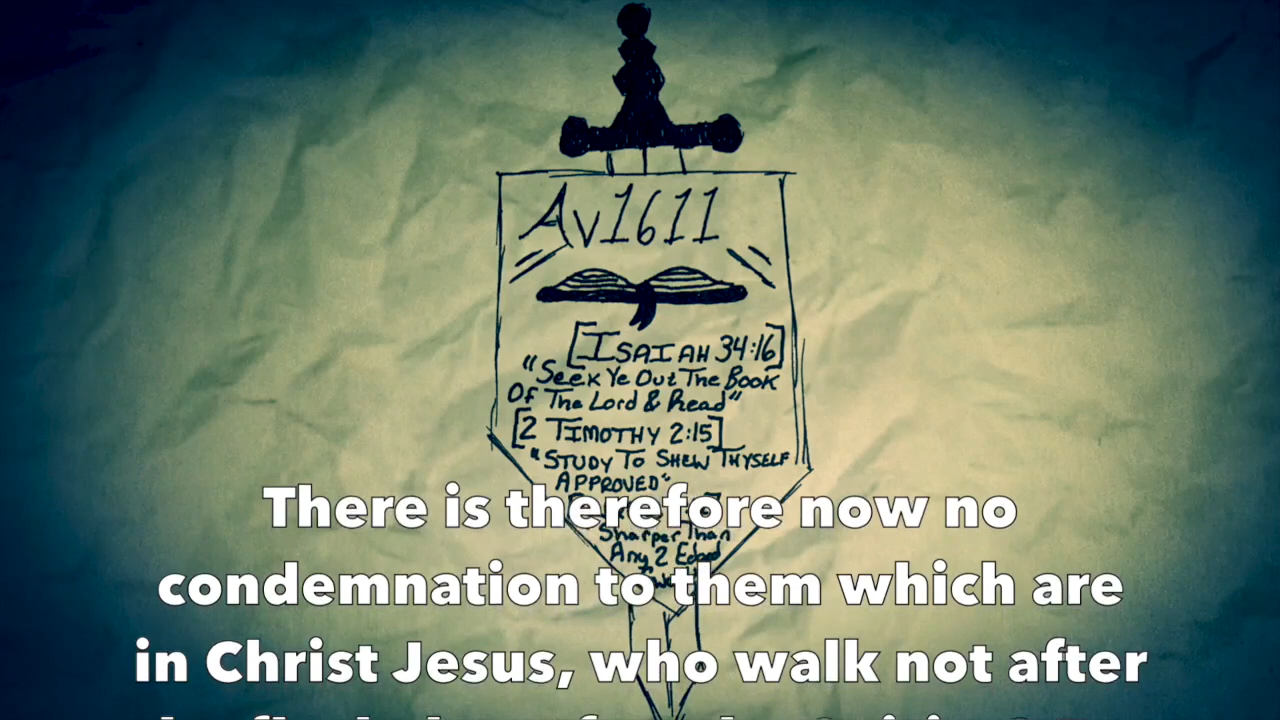 Av1611
[Isaiah 34:16]
"Seek Ye Out The Book
Of The Lord & Read"
[2 Timothy 2:15]
"Study To Shew Thyself
Approved"
There is therefore now no
Sharper Than
Any 2 Edged
condemnation to them which are
in Christ Jesus, who walk not after